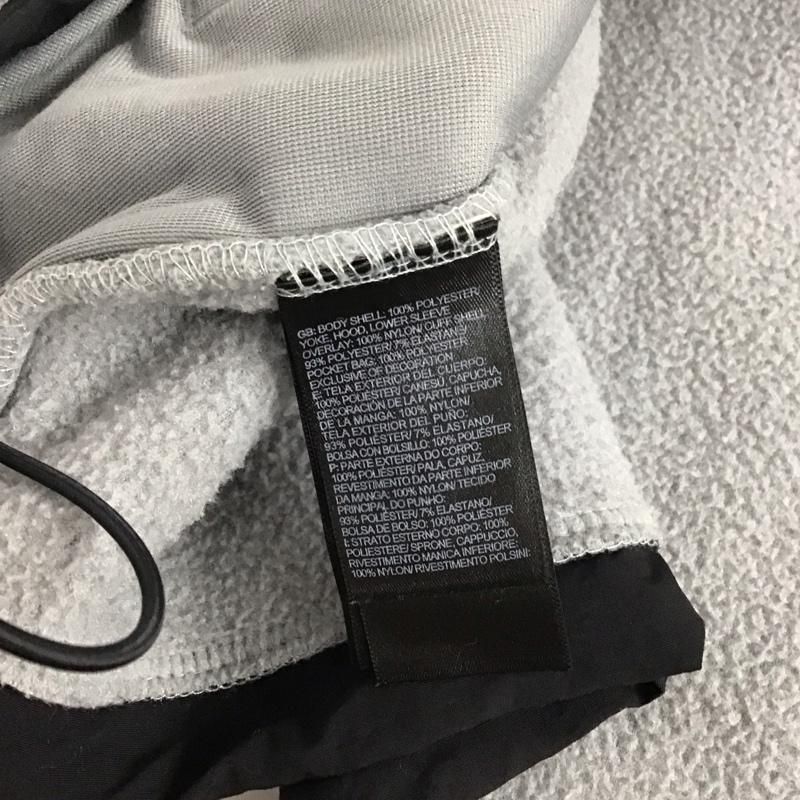 GB: BODY SHELL: 100% POLYESTER,
YOKE, HOOD, LOWER SLEEVE
OVERLAY: 100% NYLON/ CUFF SHELL
93% POLYESTER/ 7% ELASTANE/
POCKET BAG: 100% POLYESTER
EXCLUSIVE OF DECORATION
E: TELA EXTERIOR DEL CUERPO:
100% POLIÉSTER/ CANESÚ, CAPUCHA,
DECORACIÓN DE LA PARTE INFERIOR
DE LA MANGA: 100% NYLON/
TELA EXTERIOR DEL PUÑO:
93% POLIÉSTER/ 7% ELASTANO/
BOLSA CON BOLSILLO: 100% POLIÉSTER
P: PARTE EXTERNA DO CORPO:
100% POLIÉSTER/ PALA, CAPUZ,
REVESTIMENTO DA PARTE INFERIOR
DA MANGA: 100% NYLON/ TECIDO
PRINCIPAL DO PUNHO:
93% POLIÉSTER/ 7% ELASTANO/
BOLSA DE BOLSO: 100% POLIÉSTER
I: STRATO ESTERNO CORPO: 100%
POLIESTERE/ SPRONE, CAPPUCCIO,
RIVESTIMENTO MANICA INFERIORE:
100% NYLON/ RIVESTIMENTO POLSINI: